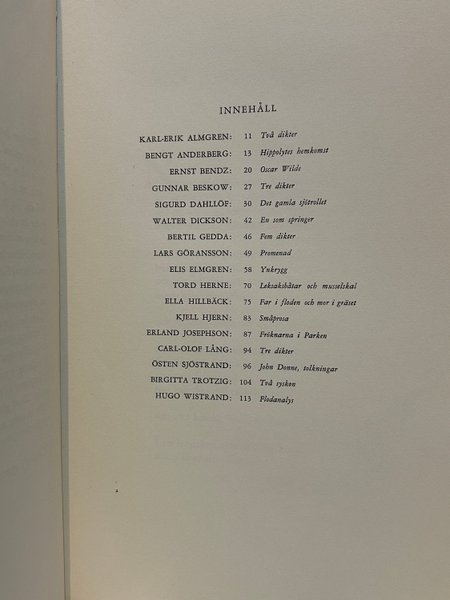 INNEHÅLL
KARL-ERIK ALMGREN: 11 Två dikter
BENGT ANDERBERG: 13 Hippolytes hemkomst
ERNST BENDZ: 20 Oscar Wilde
GUNNAR BESKOW: 27 Tre dikter
SIGURD DAHLLÖF: 30 Det gamla sjötrollet
WALTER DICKSON: 42 En som springer
BERTIL GEDDA: 46 Fem dikter
LARS GÖRANSSON: 49 Promenad
ELIS ELMGREN: 58 Ynkrygg
TORD HERNE: 70 Leksaksbåtar och musselskal
ELLA HILLBÄCK: 75 Far i floden och mor i gräset
KJELL HJERN: 83 Småprosa
ERLAND JOSEPHSON: 87 Fröknarna i Parken
CARL-OLOF LÅNG: 94 Tre dikter
ÖSTEN SJÖSTRAND: 96 John Donne, tolkningar
BIRGITTA TROTZIG: 104 Två sysken
HUGO WISTRAND: 113 Flodanalys